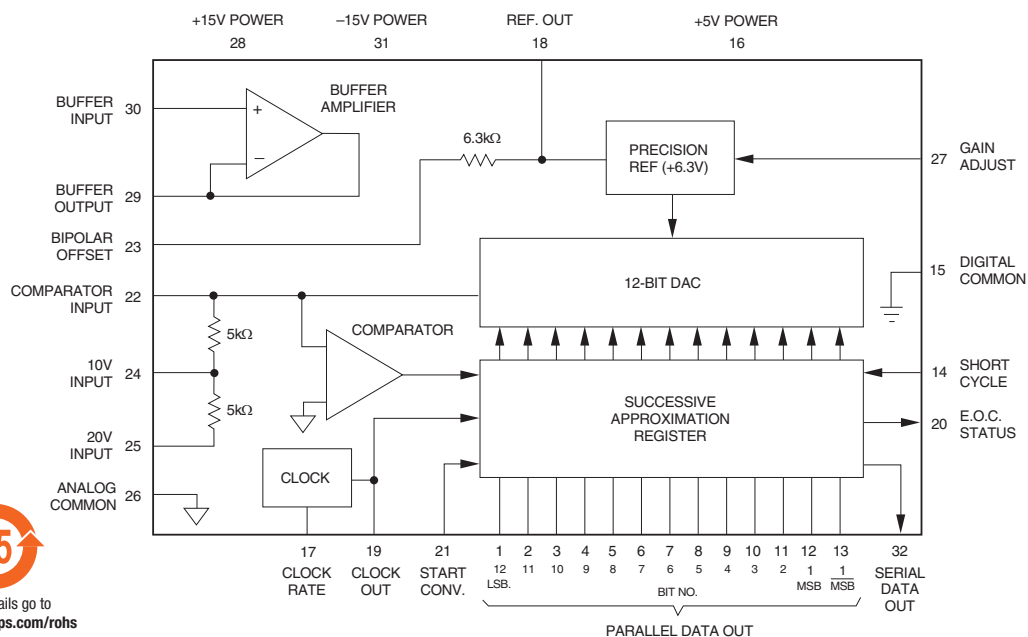 +15V POWER
28
–15V POWER
31
REF. OUT
18
+5V POWER
16
BUFFER
INPUT
30
BUFFER
OUTPUT
29
BIPOLAR
OFFSET
23
COMPARATOR
INPUT
22
10V
INPUT
24
20V
INPUT
25
ANALOG
COMMON
26
+
–
BUFFER
AMPLIFIER
6.3kΩ
PRECISION
REF (+6.3V)
12-BIT DAC
5kΩ
5kΩ
COMPARATOR
SUCCESSIVE
APPROXIMATION
REGISTER
CLOCK
27
GAIN
ADJUST
15
DIGITAL
COMMON
14
SHORT
CYCLE
20
E.O.C.
STATUS
17
CLOCK
RATE
19
CLOCK
OUT
21
START
CONV.
1 2 3 4 5 6 7 8 9 10 11 12 13
12 11 10 9 8 7 6 5 4 3 2 1 1
LSB.
MSB
MSB
BIT NO.
PARALLEL DATA OUT
32
SERIAL
DATA
OUT
5
ails go to
ps.com/rohs